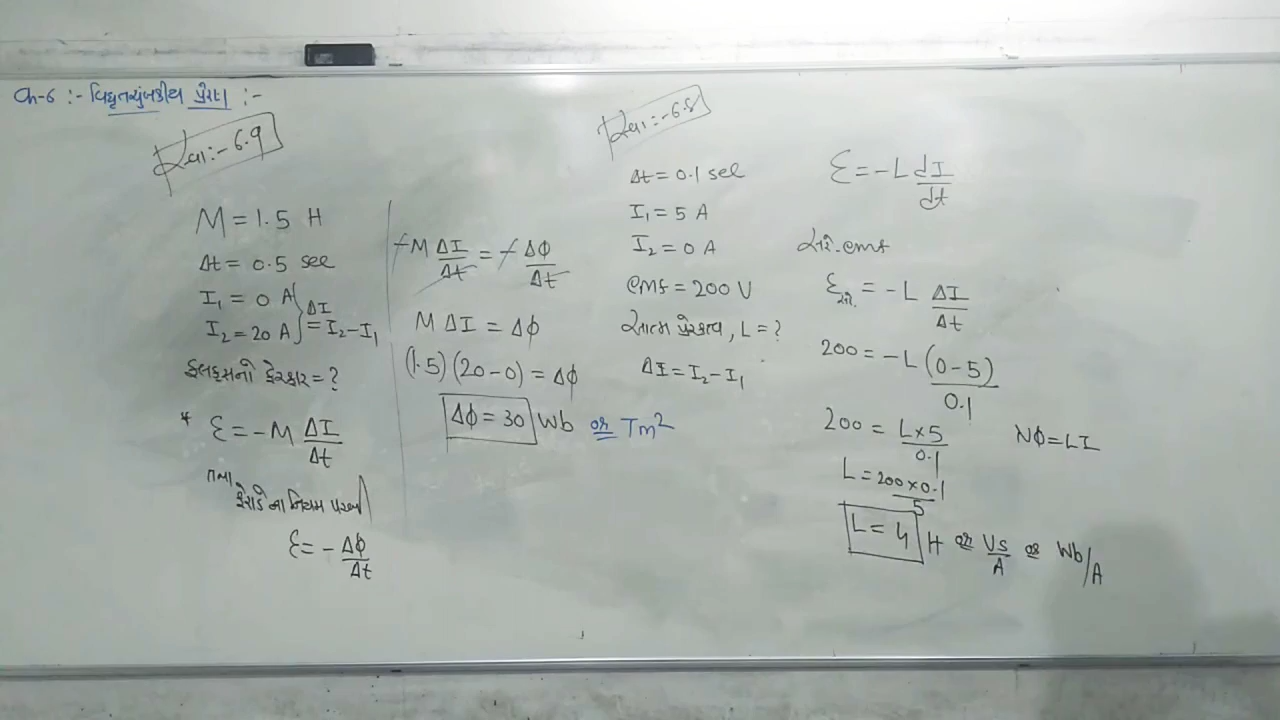 Ch-6 :- વિદ્યુતચુંબકીય પ્રેરણ :-
સ્વા:- 6.9
M = 1.5 H
Δt = 0.5 sec
I₁ = 0 A
I₂ = 20 A } ΔI = I₂ - I₁
ફ્લક્સનો ફેરફાર = ?
* ℰ = -M ΔI/Δt
તથા
ફેરાડે ના નિયમ પરથી
ℰ = - Δϕ/Δt
-M ΔI/Δt = - Δϕ/Δt
M ΔI = Δϕ
(1.5) (20-0) = Δϕ
Δϕ = 30 Wb or Tm²
સ્વા:- 6.8
Δt = 0.1 sec
I₁ = 5 A
I₂ = 0 A
emf = 200 V
આત્મ પ્રેરકત્વ, L = ?
ΔI = I₂ - I₁
ℰ = -L dI/dt
સરે. emf
ℰસરે. = -L ΔI/Δt
200 = -L (0-5)/0.1
200 = L×5/0.1
Nϕ = LI
L = 200×0.1/5
L = 4 H or Vs/A or Wb/A